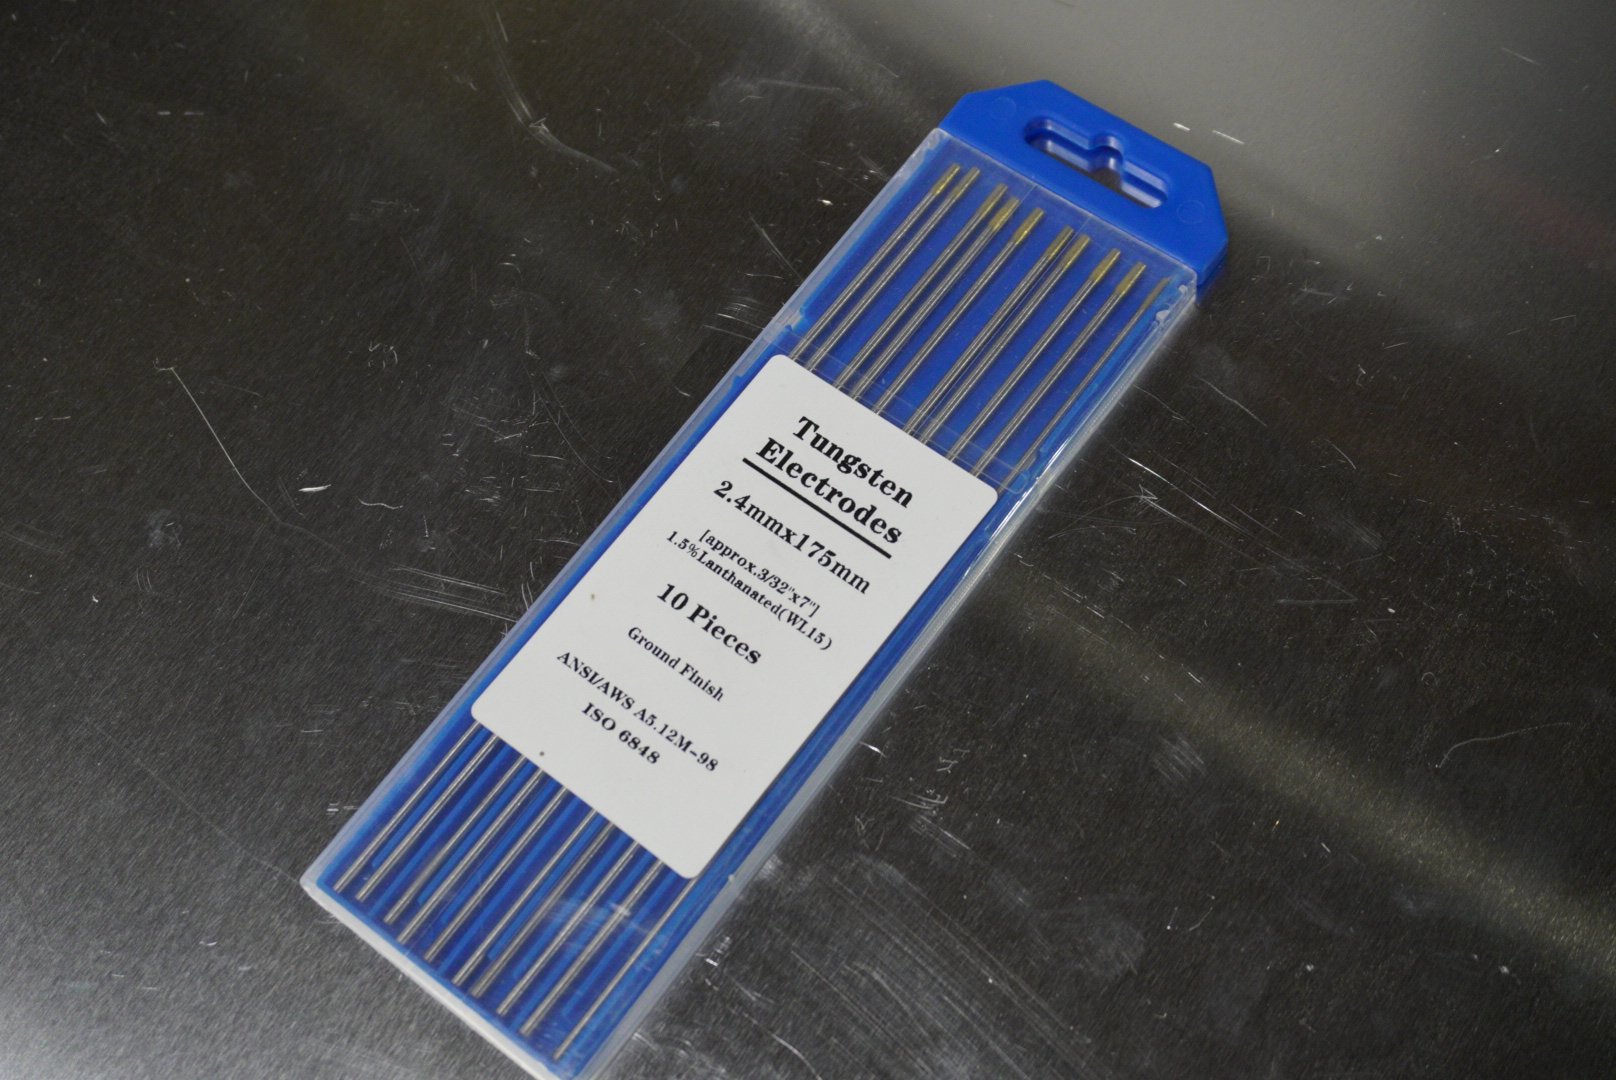 Tungsten
Electrodes
2.4mmx175mm
[approx.3/32"x7"]
1.5%Lanthanated(WL15)
10 Pieces
Ground Finish
ANSI/AWS A5.12M-98
ISO 6848